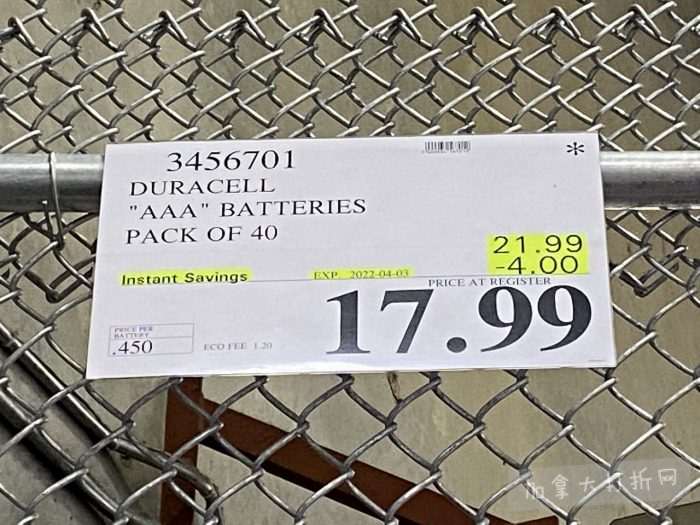 3456701 *
DURACELL
"AAA" BATTERIES
PACK OF 40
21.99
-4.00
Instant Savings EXP. 2022-04-03
PRICE AT REGISTER
17.99
PRICE PER
BATTERY
.450 ECO FEE 1.20
加拿大打折网